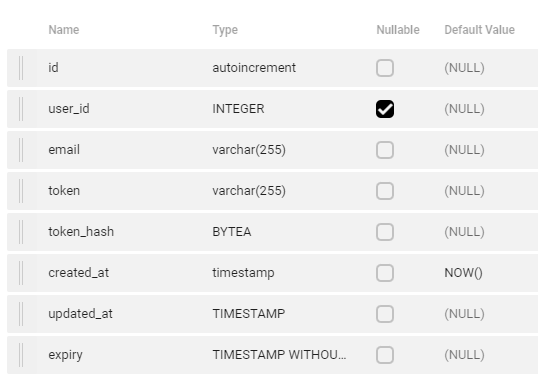 Name Type Nullable Default Value
id autoincrement (NULL)
user_id INTEGER (NULL)
email varchar(255) (NULL)
token varchar(255) (NULL)
token_hash BYTEA (NULL)
created_at timestamp NOW()
updated_at TIMESTAMP (NULL)
expiry TIMESTAMP WITHOU... (NULL)